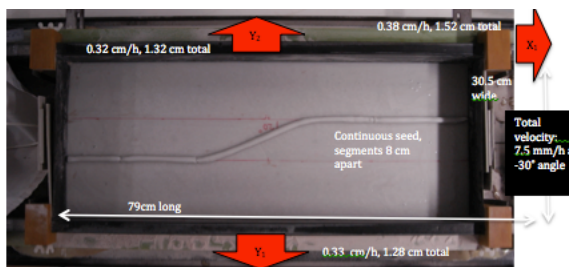 0.38 cm/h, 1.52 cm total
Y₂
X₁
0.32 cm/h, 1.32 cm total
30.5 cm
wide
Continuous seed,
segments 8 cm
apart
Total
velocity:
7.5 mm/h a
-30° angle
79cm long
Y₁
0.33 cm/h, 1.28 cm total